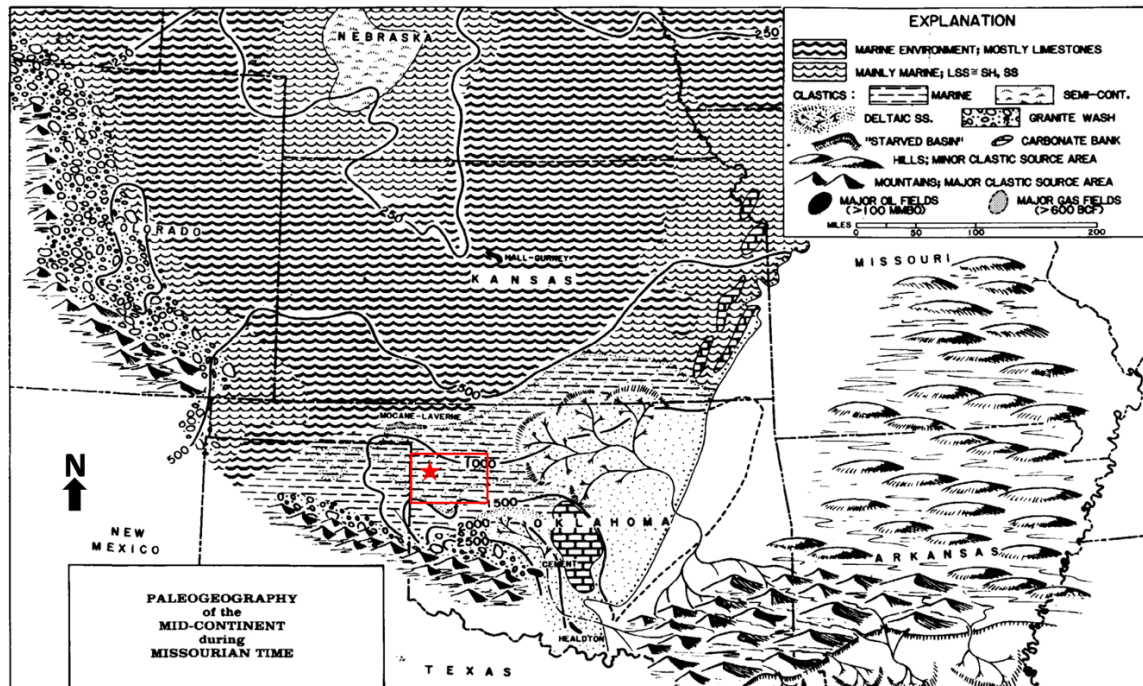 EXPLANATION
MARINE ENVIRONMENT; MOSTLY LIMESTONES
MAINLY MARINE; LSS≅ SH, SS
CLASTICS : MARINE SEMI-CONT.
DELTAIC SS. GRANITE WASH
"STARVED BASIN" CARBONATE BANK
HILLS; MINOR CLASTIC SOURCE AREA
MOUNTAINS; MAJOR CLASTIC SOURCE AREA
MAJOR OIL FIELDS MAJOR GAS FIELDS
(>100 MMBO) (>600 BCF)
MILES 0 50 100 200
NEBRASKA
250
250
250
COLORADO
HALL-GURNEY
KANSAS
MISSOURI
500
500
MOCANE-LAVERNE
1000
1500
N
2000
2500
OKLAHOMA
NEW
MEXICO
CEMENT
ARKANSAS
HEALDTON
TEXAS
PALEOGEOGRAPHY
of the
MID-CONTINENT
during
MISSOURIAN TIME